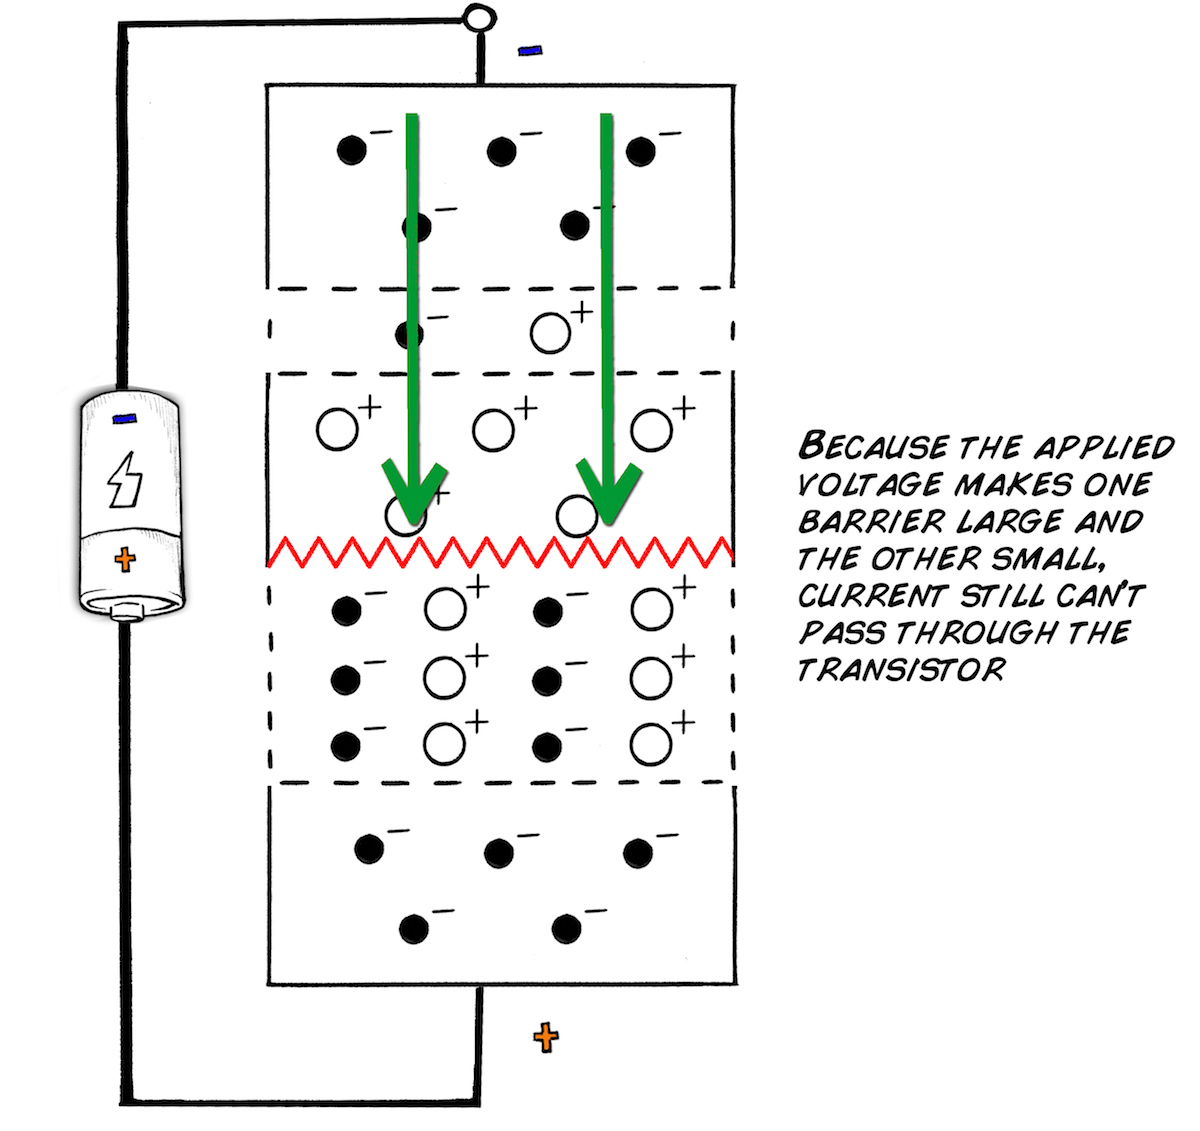 BECAUSE THE APPLIED
VOLTAGE MAKES ONE
BARRIER LARGE AND
THE OTHER SMALL,
CURRENT STILL CAN'T
PASS THROUGH THE
TRANSISTOR